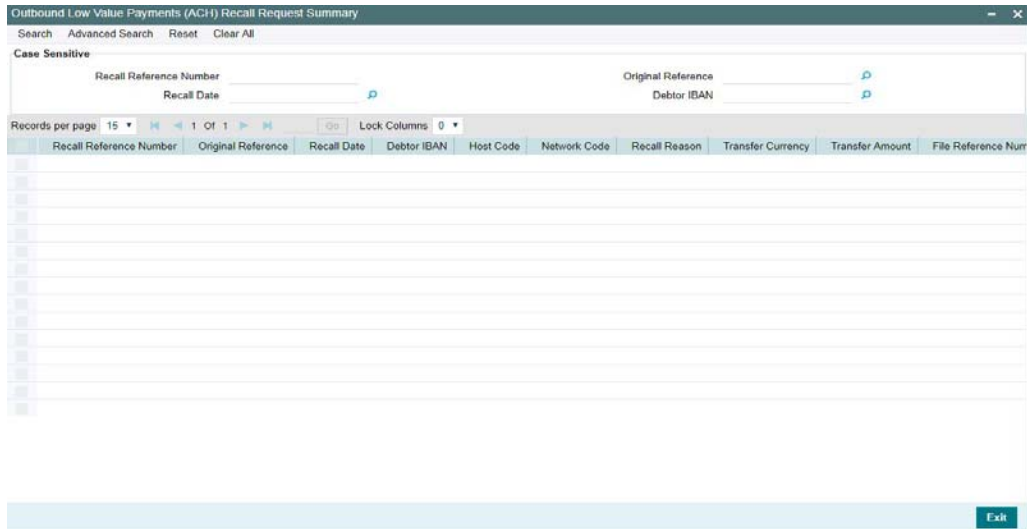 Outbound Low Value Payments (ACH) Recall Request Summary
Search Advanced Search Reset Clear All
Case Sensitive
Recall Reference Number Original Reference
Recall Date Debtor IBAN
Records per page 15 1 Of 1 Go Lock Columns 0
Recall Reference Number Original Reference Recall Date Debtor IBAN Host Code Network Code Recall Reason Transfer Currency Transfer Amount File Reference Num
Exit